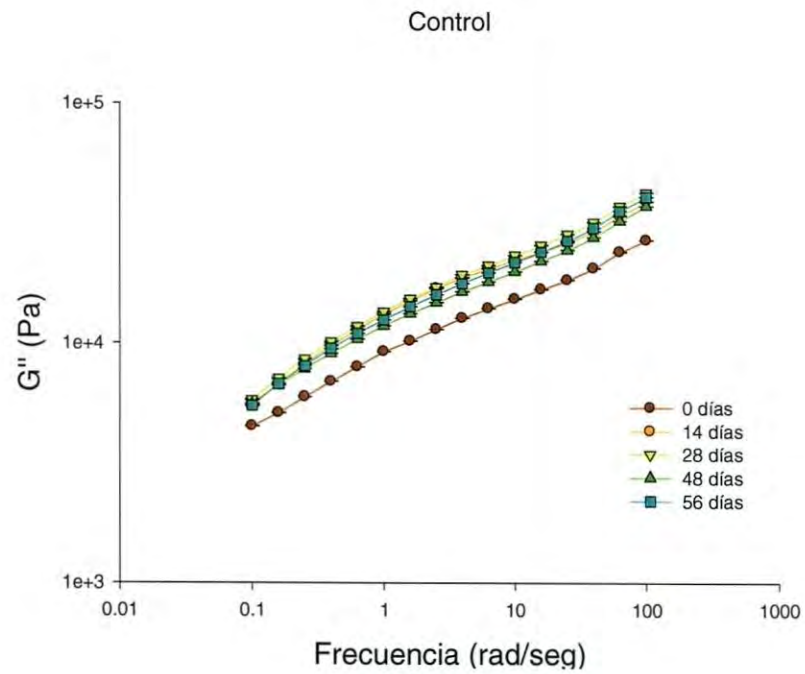 Control
1e+5
1e+4
1e+3
G'' (Pa)
0 días
14 días
28 días
48 días
56 días
0.01 0.1 1 10 100 1000
Frecuencia (rad/seg)